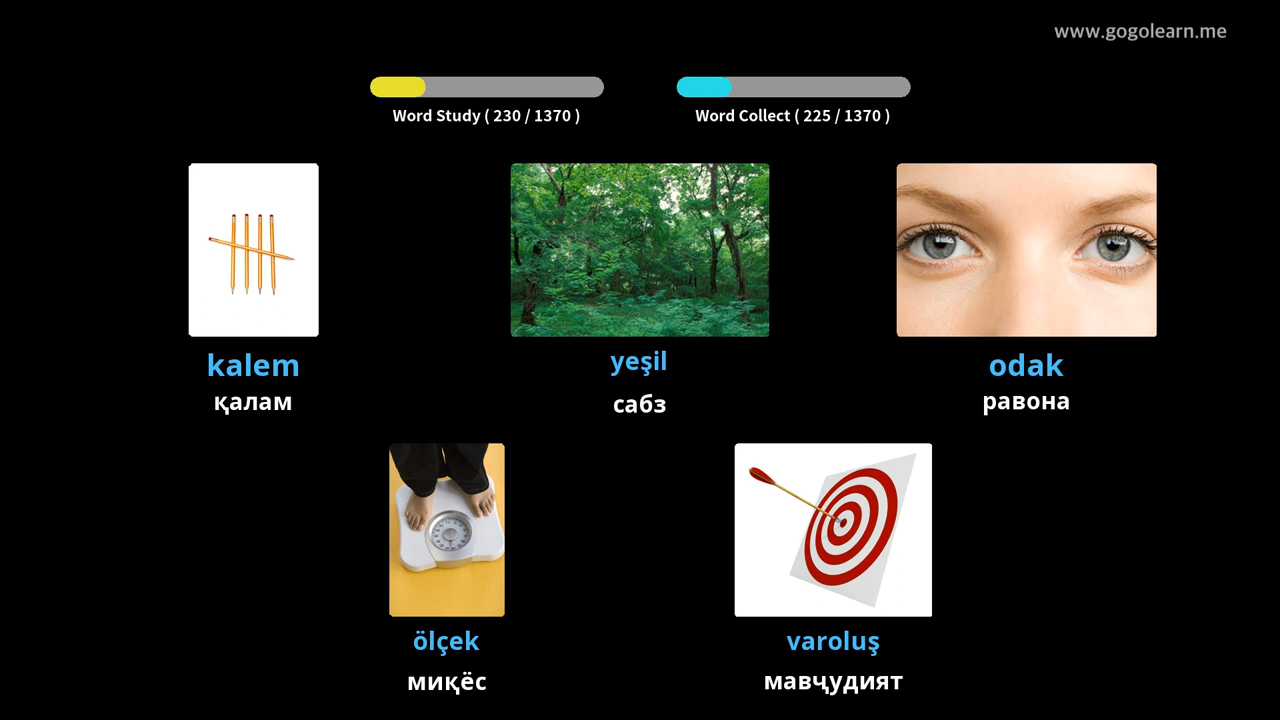 www.gogolearn.me
Word Study ( 230 / 1370 )
Word Collect ( 225 / 1370 )
kalem
қалам
yeşil
сабз
odak
равона
ölçek
миқёс
varoluş
мавҷудият